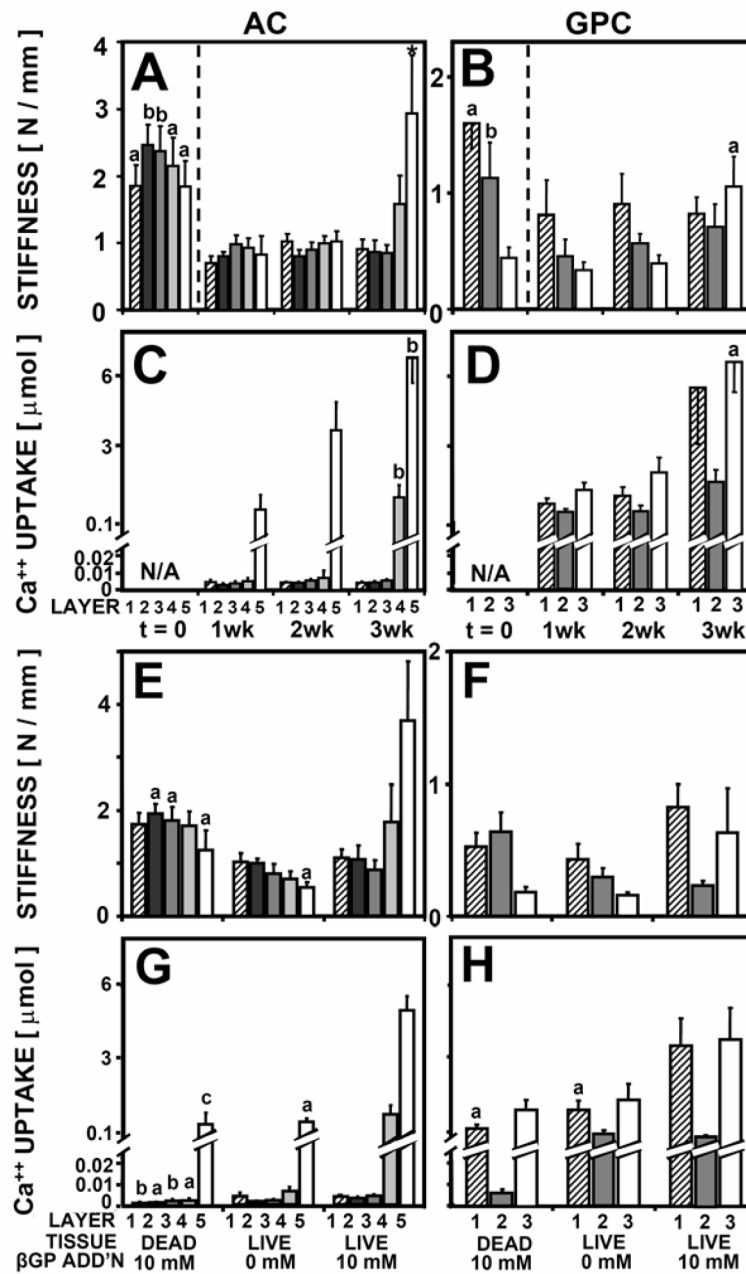 AC GPC
A B
STIFFNESS [ N / mm ]
4
3
2
1
0
a b b a a *
2
1
0
a b a
C D
Ca++ UPTAKE [ μmol ]
6
3
0.1
0.02
0.01
0
N/A b b
N/A a
LAYER 1 2 3 4 5 1 2 3 4 5 1 2 3 4 5 1 2 3 4 5 1 2 3 1 2 3 1 2 3 1 2 3
t = 0 1wk 2wk 3wk t = 0 1wk 2wk 3wk
E F
STIFFNESS [ N / mm ]
4
2
0
a a a a
2
1
0
G H
Ca++ UPTAKE [ μmol ]
6
3
0.1
0.02
0.01
0
b a b a c a
a a
LAYER 1 2 3 4 5 1 2 3 4 5 1 2 3 4 5 1 2 3 1 2 3 1 2 3
TISSUE DEAD LIVE LIVE DEAD LIVE LIVE
βGP ADD'N 10 mM 0 mM 10 mM 10 mM 0 mM 10 mM